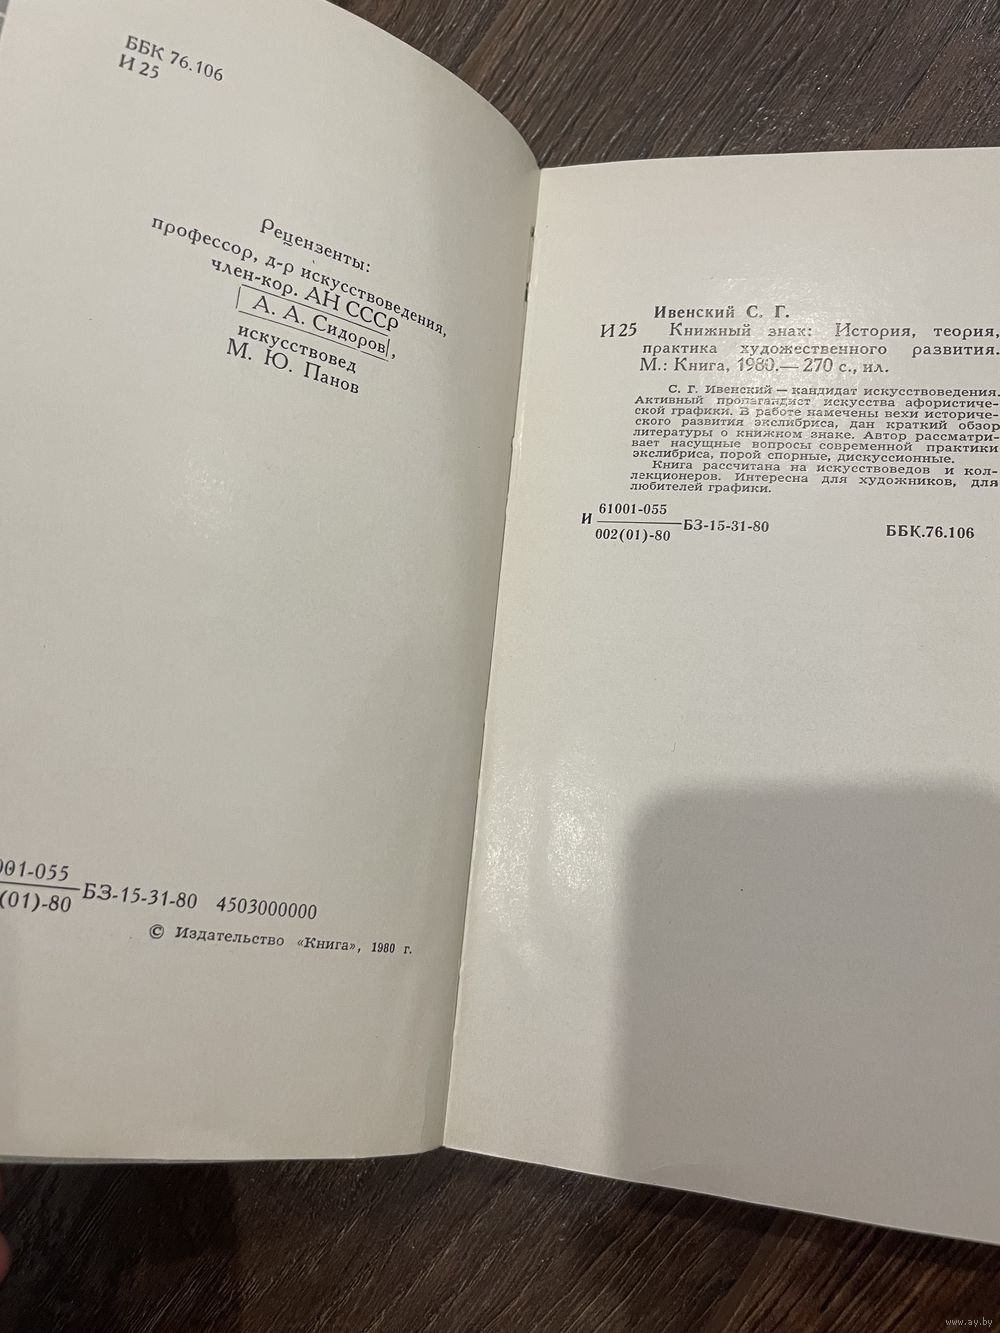 ББК 76.106
И 25
Рецензенты:
профессор, д-р искусствоведения,
член-кор. АН СССР
А. А. Сидоров,
искусствовед
М. Ю. Панов
001-055
(01)-80
БЗ-15-31-80 4503000000
© Издательство «Книга», 1980 г.
Ивенский С. Г.
И 25 Книжный знак: История, теория,
практика художественного развития.
М.: Книга, 1980.— 270 с., ил.
С. Г. Ивенский — кандидат искусствоведения.
Активный пропагандист искусства афористиче-
ской графики. В работе намечены вехи историче-
ского развития экслибриса, дан краткий обзор
литературы о книжном знаке. Автор рассматри-
вает насущные вопросы современной практики
экслибриса, порой спорные, дискуссионные.
Книга рассчитана на искусствоведов и кол-
лекционеров. Интересна для художников, для
любителей графики.
И 61001-055
002(01)-80
БЗ-15-31-80 ББК.76.106
www.ay.by